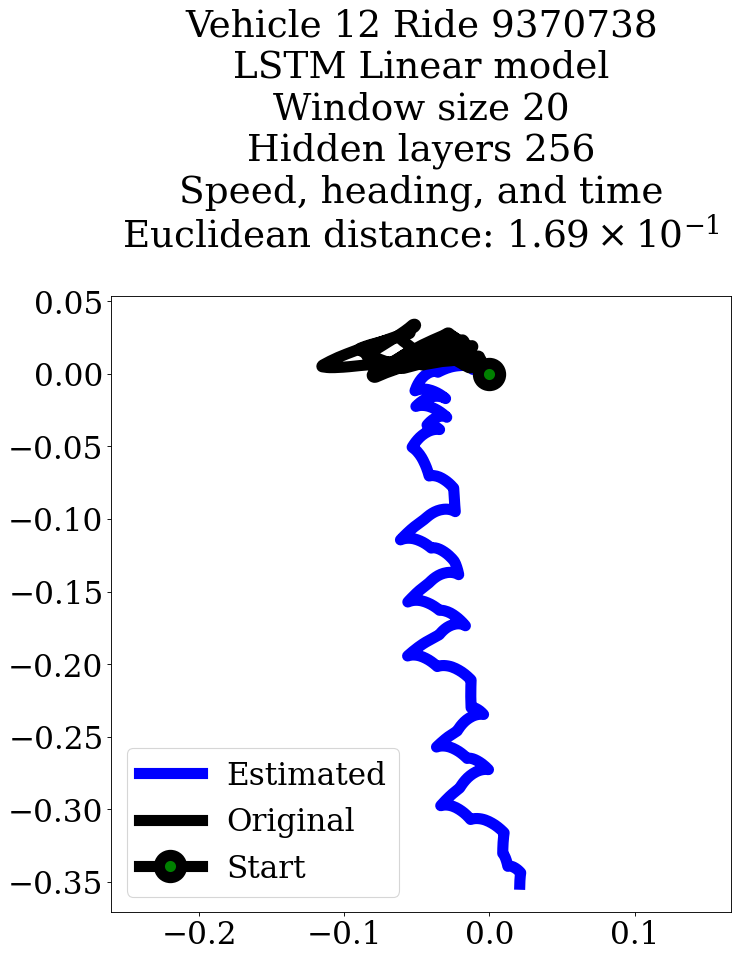 Vehicle 12 Ride 9370738
LSTM Linear model
Window size 20
Hidden layers 256
Speed, heading, and time
Euclidean distance: 1.69 × 10⁻¹
0.05
0.00
−0.05
−0.10
−0.15
−0.20
−0.25
−0.30
−0.35
Estimated
Original
Start
−0.2 −0.1 0.0 0.1